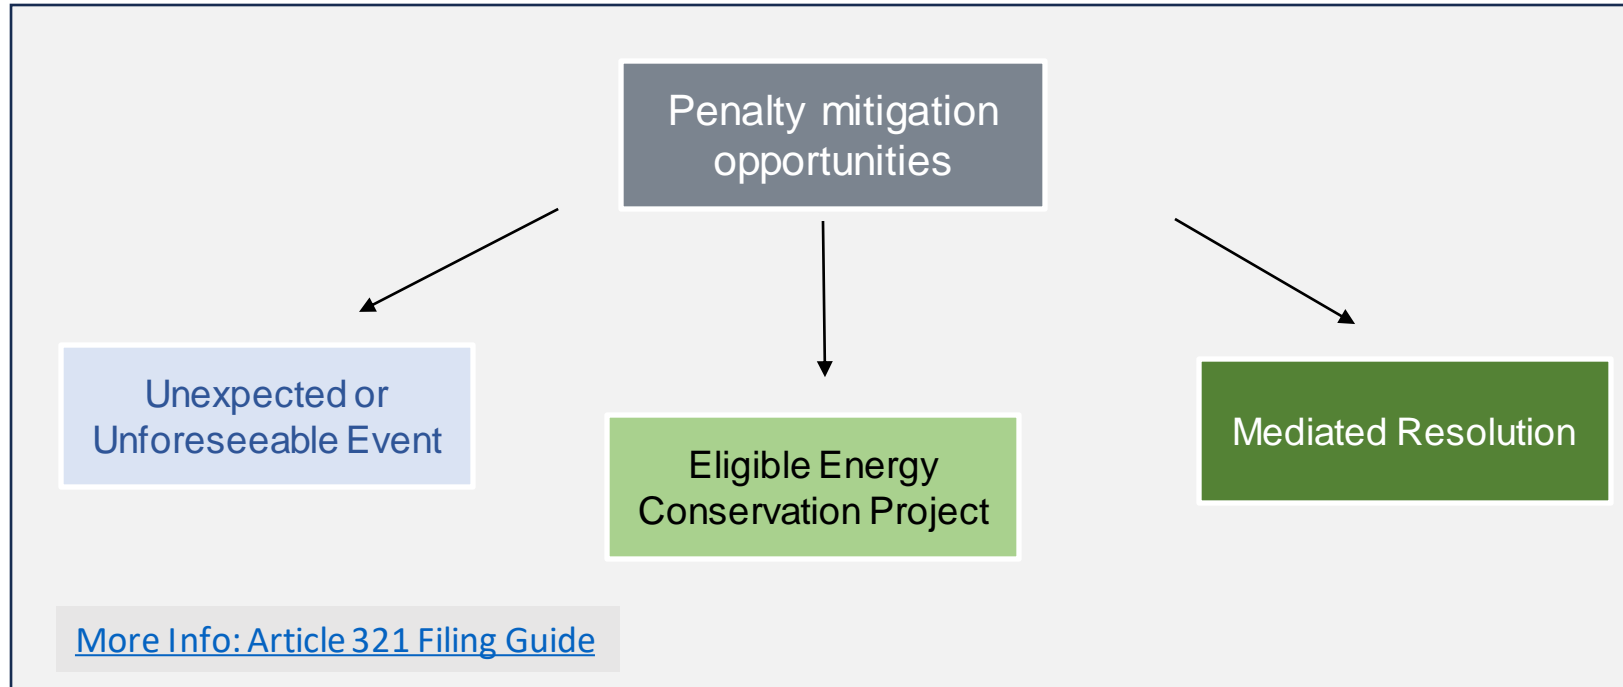 Penalty mitigation
opportunities
Unexpected or
Unforeseeable Event
Eligible Energy
Conservation Project
Mediated Resolution
More Info: Article 321 Filing Guide